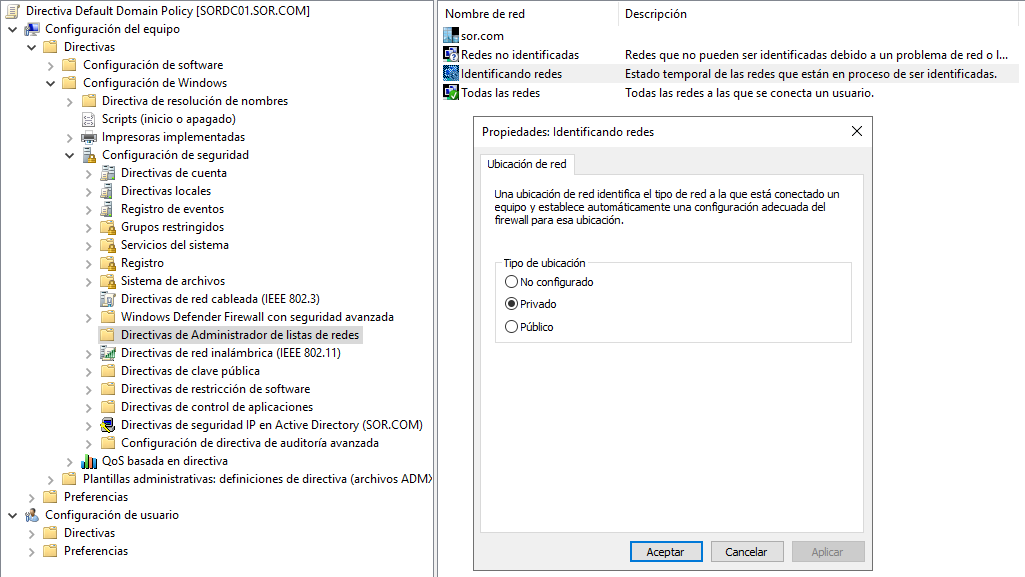 Directiva Default Domain Policy [SORDC01.SOR.COM]
Configuración del equipo
Directivas
Configuración de software
Configuración de Windows
Directiva de resolución de nombres
Scripts (inicio o apagado)
Impresoras implementadas
Configuración de seguridad
Directivas de cuenta
Directivas locales
Registro de eventos
Grupos restringidos
Servicios del sistema
Registro
Sistema de archivos
Directivas de red cableada (IEEE 802.3)
Windows Defender Firewall con seguridad avanzada
Directivas de Administrador de listas de redes
Directivas de red inalámbrica (IEEE 802.11)
Directivas de clave pública
Directivas de restricción de software
Directivas de control de aplicaciones
Directivas de seguridad IP en Active Directory (SOR.COM)
Configuración de directiva de auditoría avanzada
QoS basada en directiva
Plantillas administrativas: definiciones de directiva (archivos ADMX
Preferencias
Configuración de usuario
Directivas
Preferencias
Nombre de red Descripción
sor.com
Redes no identificadas Redes que no pueden ser identificadas debido a un problema de red o l...
Identificando redes Estado temporal de las redes que están en proceso de ser identificadas.
Todas las redes Todas las redes a las que se conecta un usuario.
Propiedades: Identificando redes
Ubicación de red
Una ubicación de red identifica el tipo de red a la que está conectado un
equipo y establece automáticamente una configuración adecuada del
firewall para esa ubicación.
Tipo de ubicación
No configurado
Privado
Público
Aceptar Cancelar Aplicar